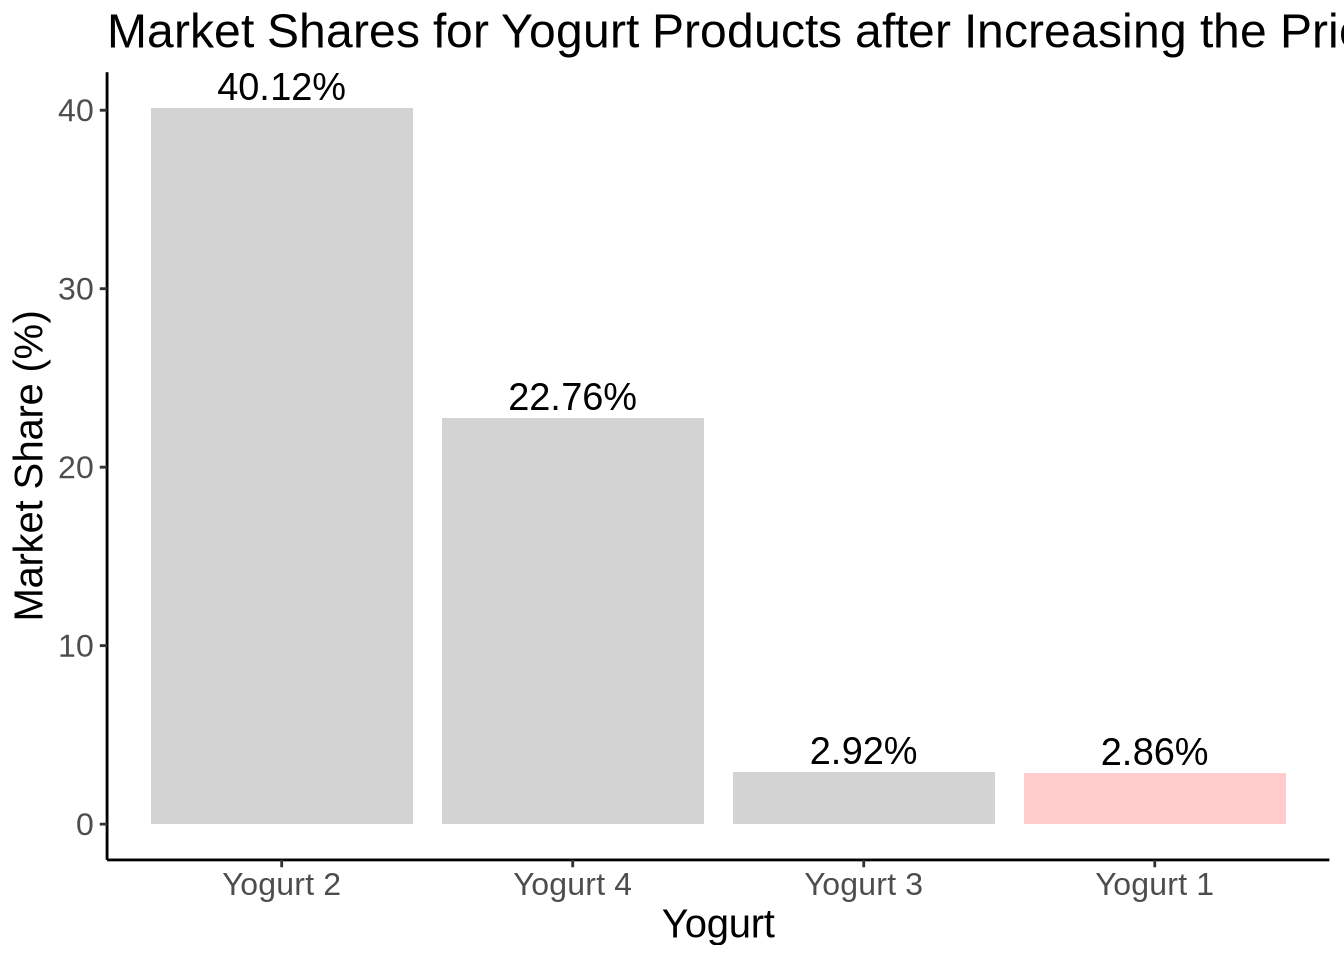 Market Shares for Yogurt Products after Increasing the
40.12%
22.76%
2.92%
2.86%
40
30
20
10
0
Market Share (%)
Yogurt 2
Yogurt 4
Yogurt 3
Yogurt 1
Yogurt